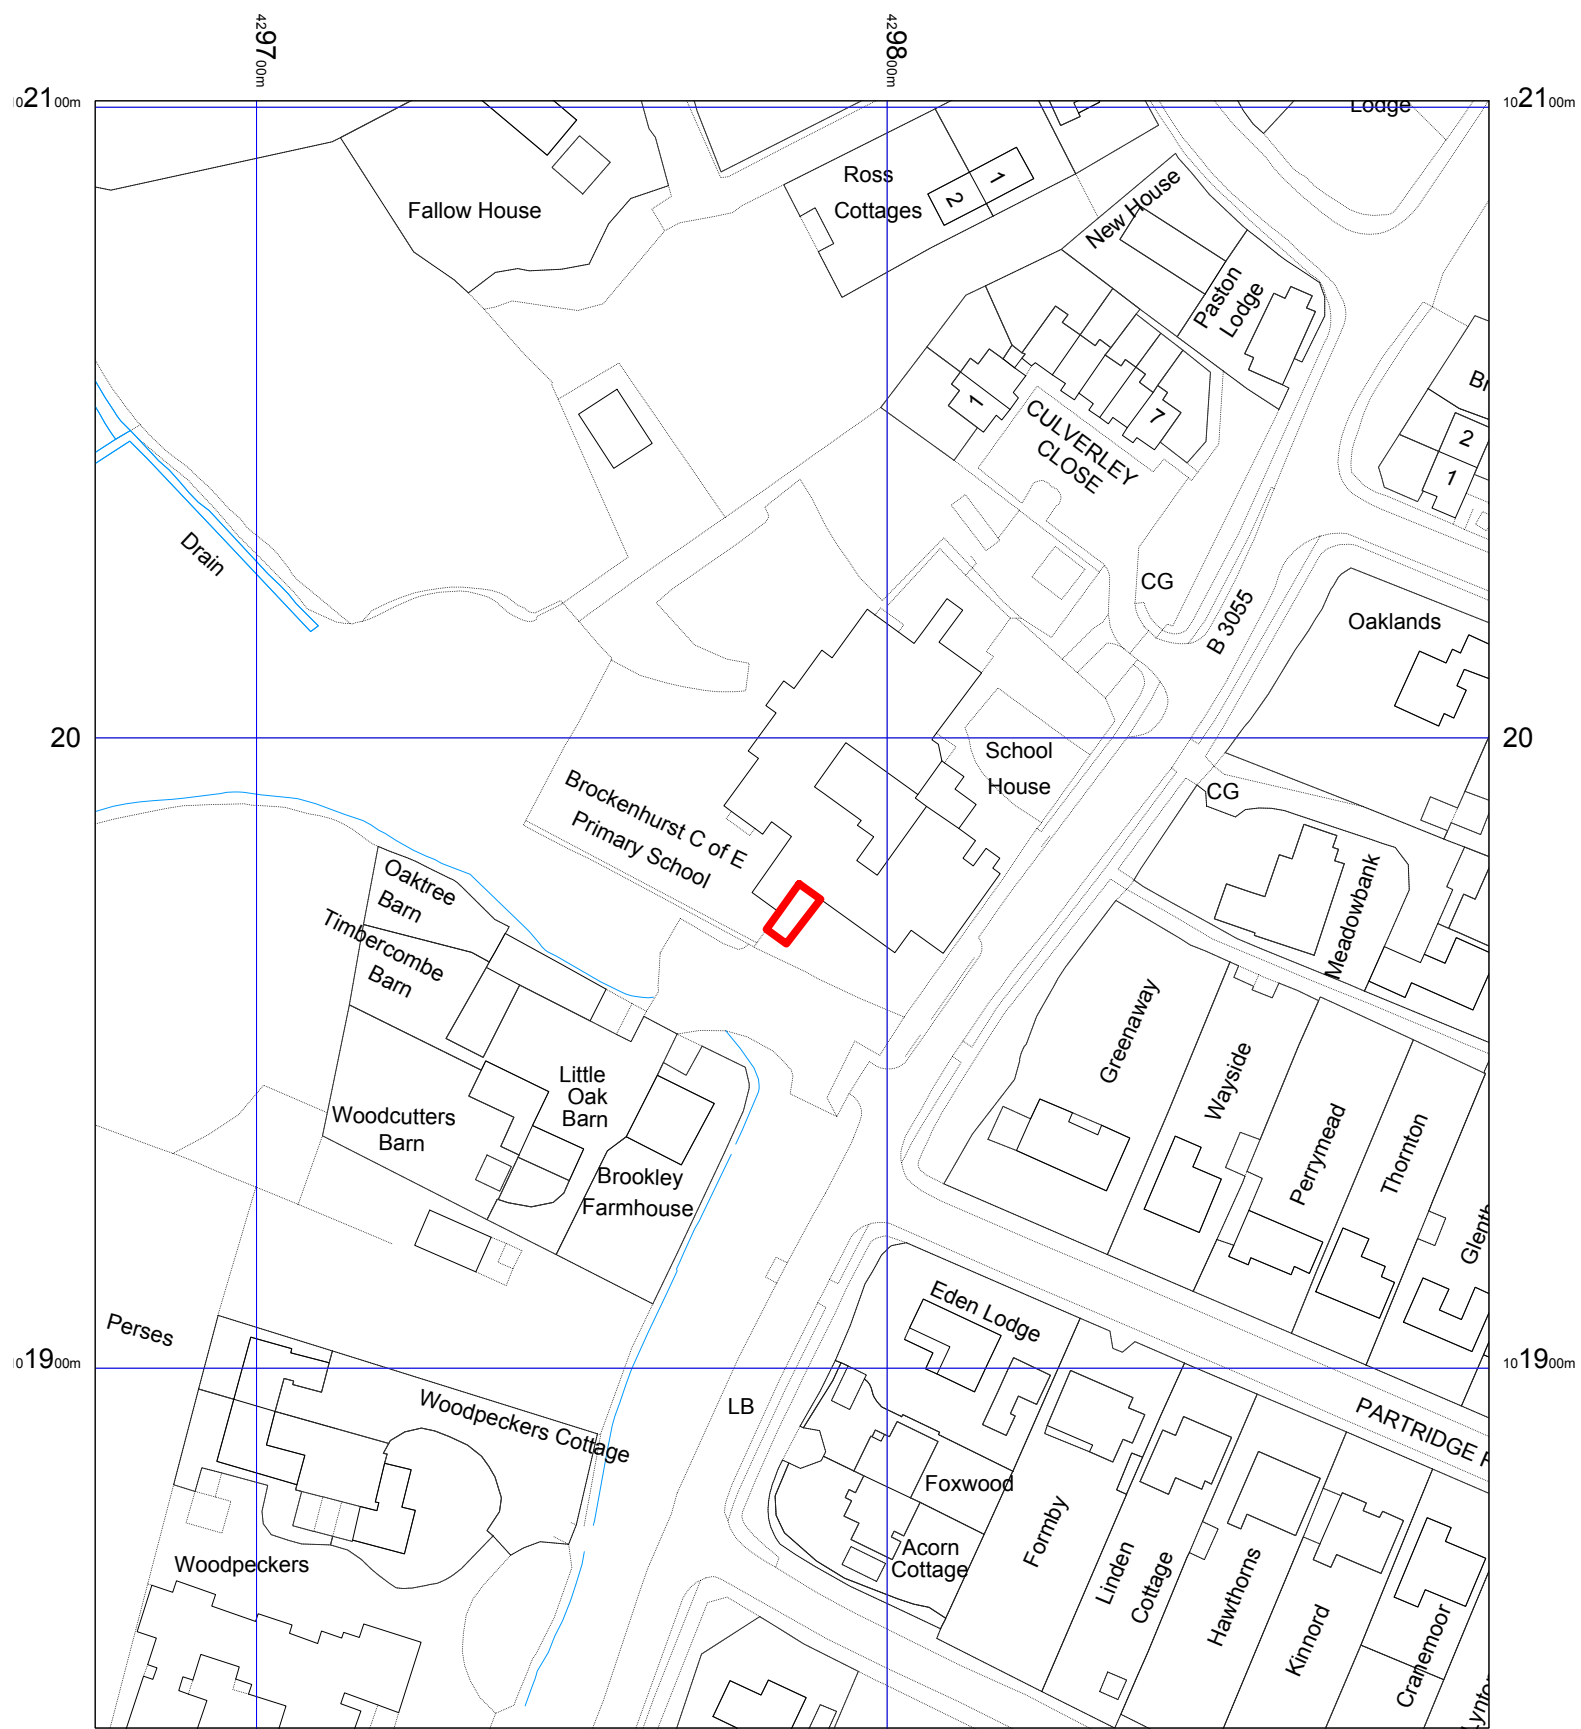 4297 00m
4298 00m
1021 00m
1021 00m
Lodge
Ross
Cottages
1
2
Fallow House
New House
Paston
Lodge
1
7
CULVERLEY
CLOSE
2
1
Drain
CG
B 3055
Oaklands
20
20
School
House
CG
Brockenhurst C of E
Primary School
Meadowbank
Oaktree
Barn
Timbercombe
Barn
Greenaway
Wayside
Perrymead
Thornton
Little
Oak
Barn
Woodcutters
Barn
Brookley
Farmhouse
Eden Lodge
Perses
1019 00m
1019 00m
Woodpeckers Cottage
LB
PARTRIDGE
Foxwood
Formby
Acorn
Cottage
Linden
Cottage
Hawthorns
Kinnord
Cranemoor
Woodpeckers